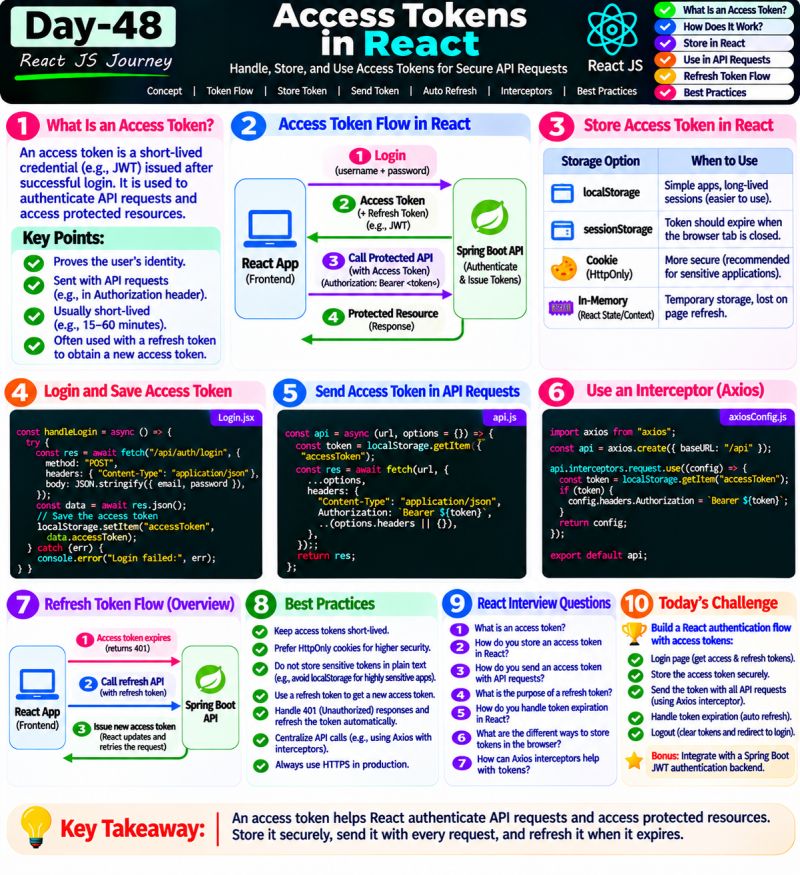 Day-48
React JS Journey
Access Tokens
in React
Handle, Store, and Use Access Tokens for Secure API Requests
Concept | Token Flow | Store Token | Send Token | Auto Refresh | Interceptors | Best Practices
React JS
What Is an Access Token?
How Does It Work?
Store in React
Use in API Requests
Refresh Token Flow
Best Practices
1 What Is an Access Token?
An access token is a short-lived
credential (e.g., JWT) issued after
successful login. It is used to
authenticate API requests and
access protected resources.
Key Points:
Proves the user's identity.
Sent with API requests
(e.g., in Authorization header).
Usually short-lived
(e.g., 15–60 minutes).
Often used with a refresh token
to obtain a new access token.
2 Access Token Flow in React
1 Login
(username + password)
2 Access Token
(+ Refresh Token)
(e.g., JWT)
3 Call Protected API
(with Access Token)
(Authorization: Bearer <token÷)
4 Protected Resource
(Response)
React App
(Frontend)
Spring Boot API
(Authenticate
& Issue Tokens)
3 Store Access Token in React
Storage Option When to Use
localStorage Simple apps, long-lived
sessions (easier to use).
sessionStorage Token should expire when
the browser tab is closed.
Cookie
(HttpOnly) More secure (recommended
for sensitive applications).
In-Memory
(React State/Context) Temporary storage, lost on
page refresh.
4 Login and Save Access Token
Login.jsx
const handleLogin = async () => {
try {
const res = await fetch("/api/auth/login", {
method: "POST",
headers: { "Content-Type": "application/json"},
body: JSON.stringify({ email, password }),
});
const data = await res.json();
// Save the access token
localStorage.setItem("accessToken",
data.accessToken);
} catch {err) {
console.error("Login failed:", err);
} }
5 Send Access Token in API Requests
api.js
const api = async (url, options = {}) => {
const token = localStorage.getItem(
"accessToken");
const res = await fetch(url, {
...options,
headers: {
"Content-Type": "application/json",
Authorization: `Bearer ${token}`,
..(options.headers || {}),
},
});;
return res;
};
6 Use an Interceptor (Axios)
axiosConfig.js
import axios from "axios";
const api = axios.create({ baseURL: "/api" });
api.interceptors.request.use((config) => {
const token = localStorage.getItem("accessToken");
if (token) {
config.headers.Authorization = `Bearer ${token}`;
}
return config;
});
export default api;
7 Refresh Token Flow (Overview)
1 Access token expires
(returns 401)
2 Call refresh API
(with refresh token)
3 Issue new access token
(React updates and
retries the request)
React App
(Frontend)
Spring Boot
API
8 Best Practices
Keep access tokens short-lived.
Prefer HttpOnly cookies for higher security.
Do not store sensitive tokens in plain text
(e.g., avoid localStorage for highly sensitive apps).
Use a refresh token to get a new access token.
Handle 401 (Unauthorized) responses and
refresh the token automatically.
Centralize API calls (e.g., using Axios with
interceptors).
Always use HTTPS in production.
9 React Interview Questions
1 What is an access token?
2 How do you store an access token
in React?
3 How do you send an access token
with API requests?
4 What is the purpose of a refresh token?
5 How do you handle token expiration
in React?
6 What are the different ways to store
tokens in the browser?
7 How can Axios interceptors help
with tokens?
10 Today's Challenge
Build a React authentication flow
with access tokens:
Login page (get access & refresh tokens).
Store the access token securely.
Send the token with all API requests
(using Axios interceptor).
Handle token expiration (auto refresh).
Logout (clear tokens and redirect to login).
Bonus: Integrate with a Spring Boot
JWT authentication backend.
Key Takeaway:
An access token helps React authenticate API requests and access protected resources.
Store it securely, send it with every request, and refresh it when it expires.